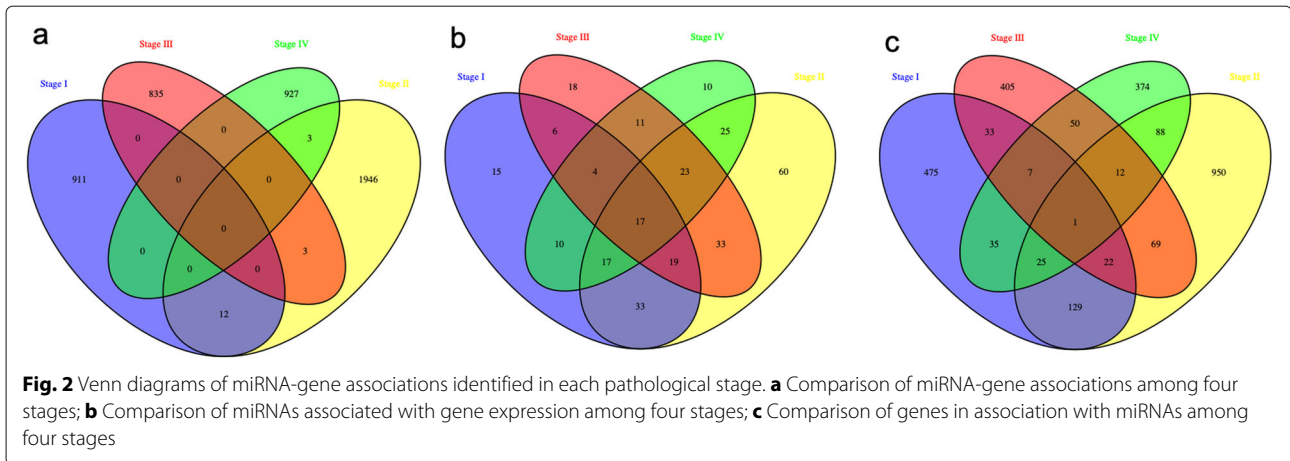 a
Stage III
Stage IV
Stage I
Stage II
835
927
0
0
3
911
0
0
1946
0
0
0
0
3
12
b
Stage III
Stage IV
Stage I
Stage II
18
10
6
11
25
15
4
23
60
17
10
17
19
33
33
c
Stage III
Stage IV
Stage I
Stage II
405
374
33
50
88
475
7
12
950
1
35
25
22
69
129
Fig. 2 Venn diagrams of miRNA-gene associations identified in each pathological stage. a Comparison of miRNA-gene associations among four
stages; b Comparison of miRNAs associated with gene expression among four stages; c Comparison of genes in association with miRNAs among
four stages